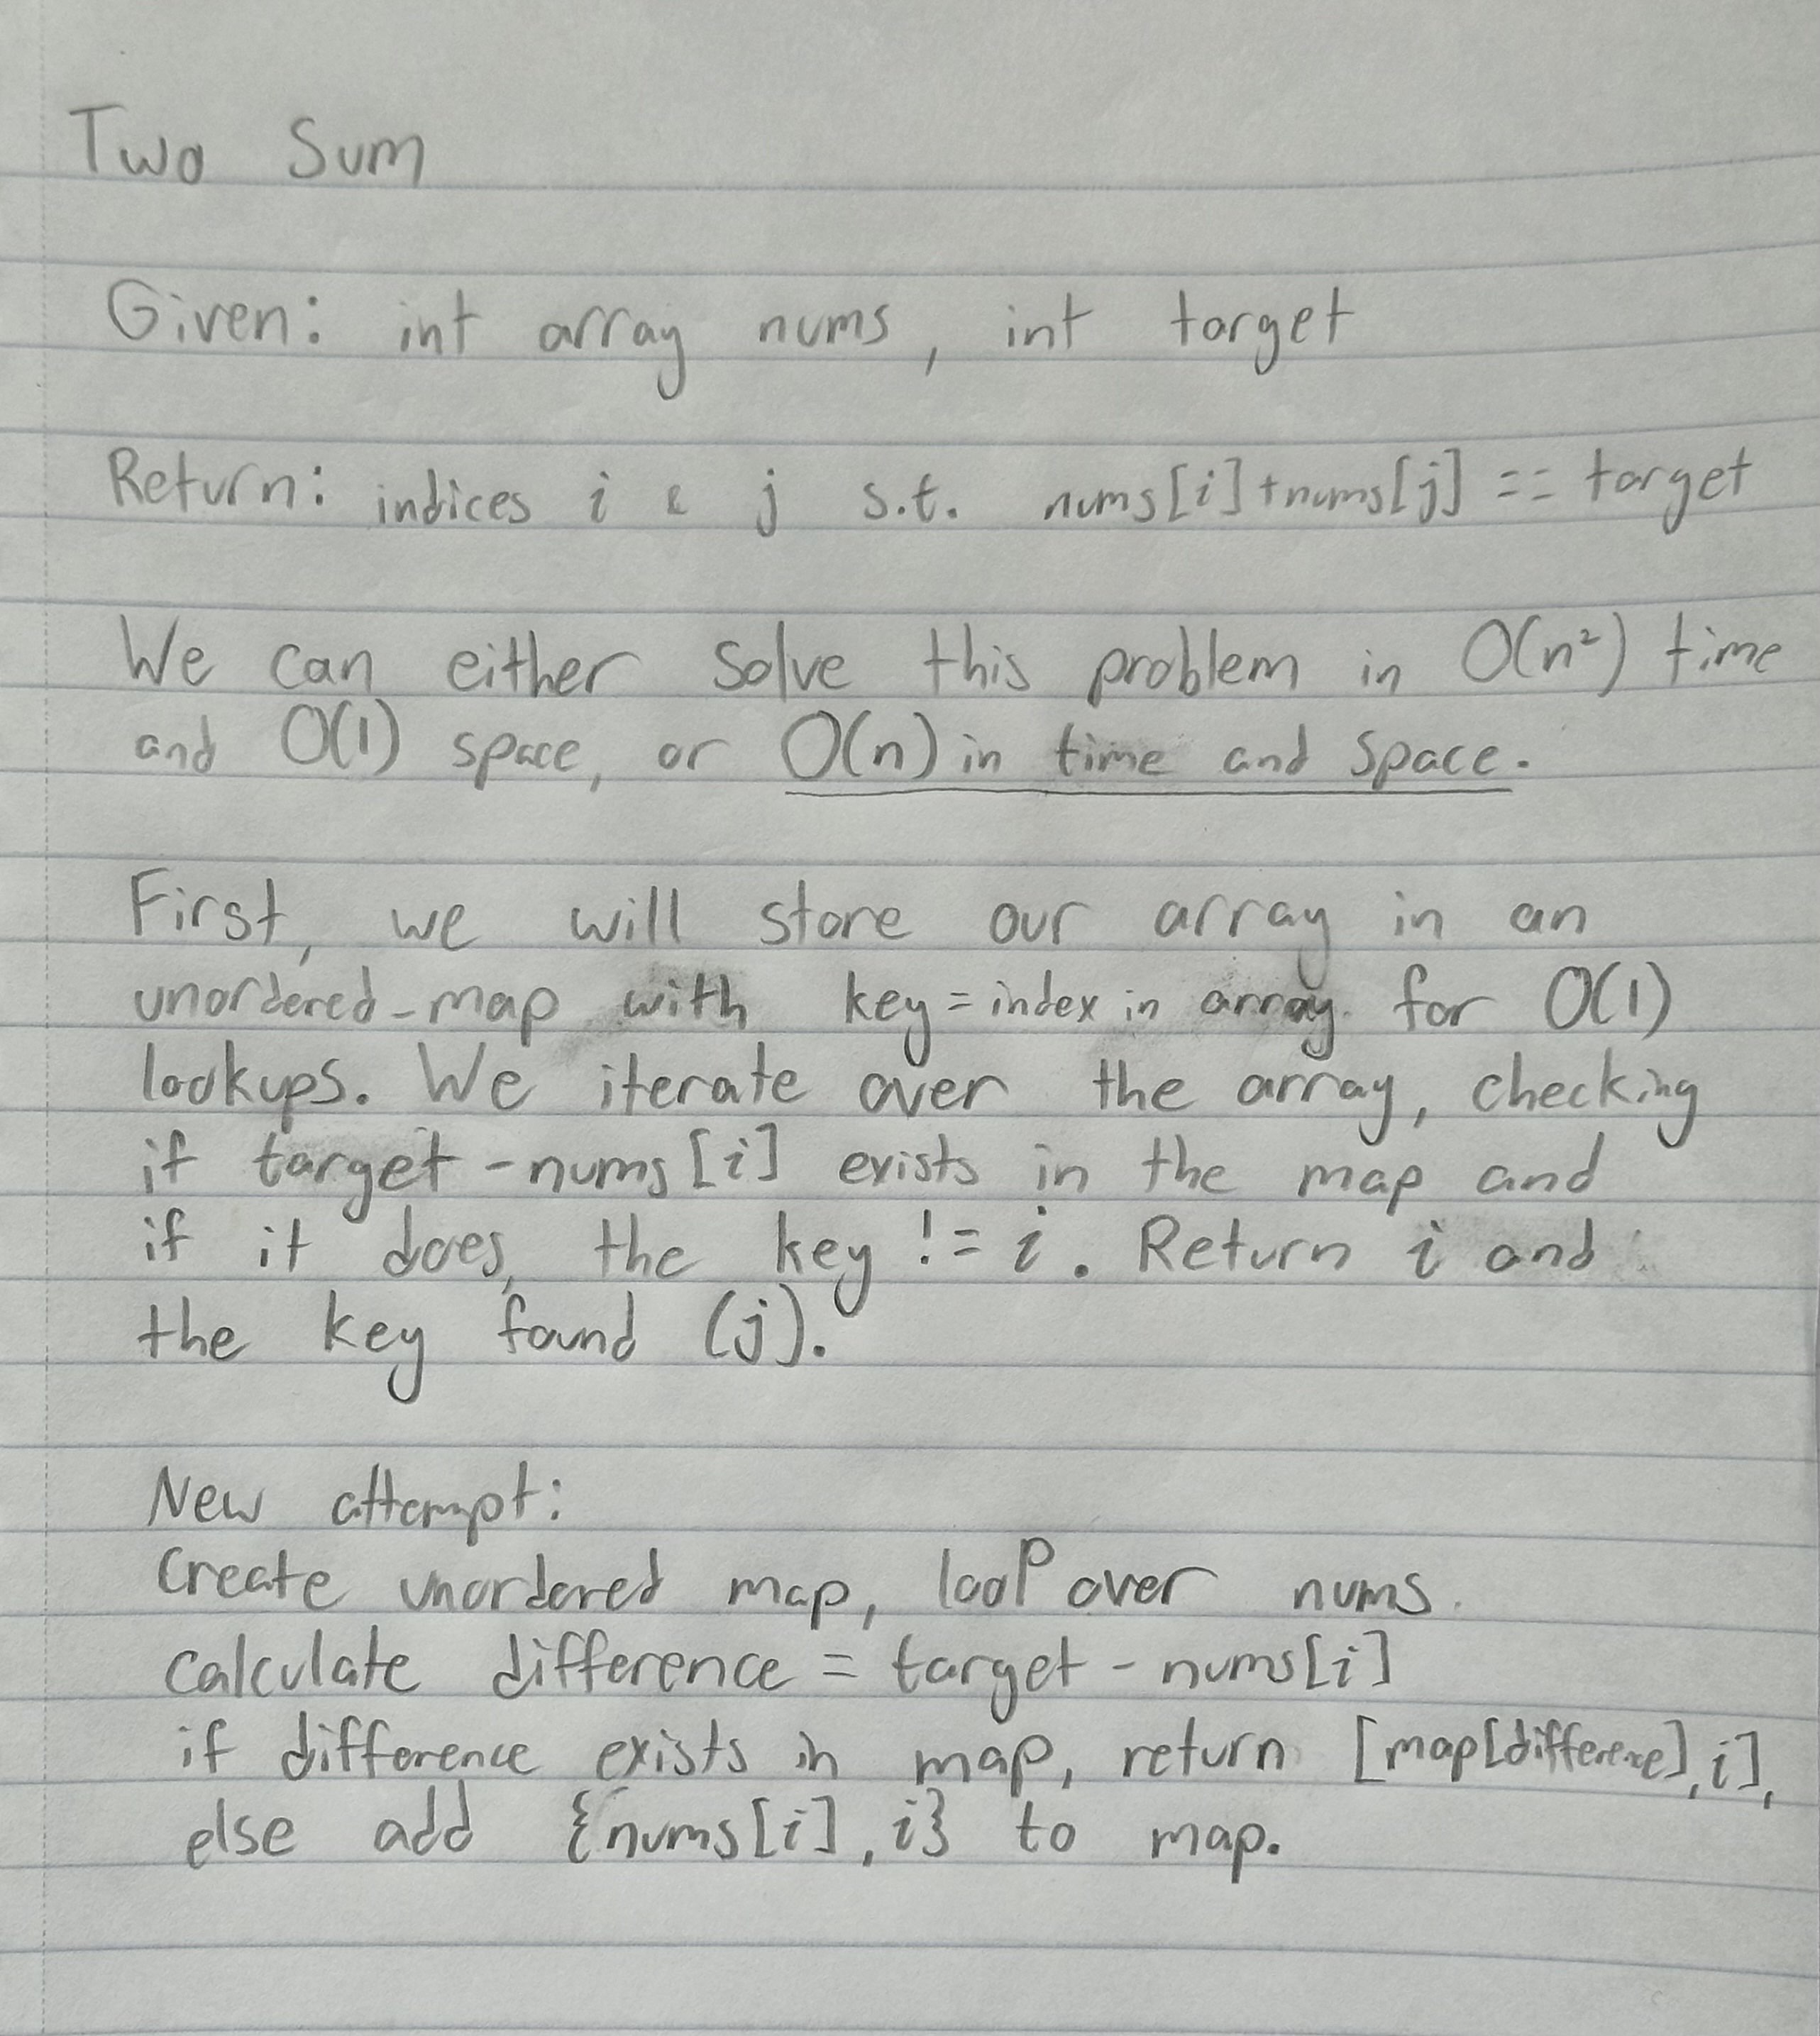 Two Sum
Given: int array nums, int target
Return: indices i & j s.t. nums[i]+nums[j] == target
We can either solve this problem in O(n²) time
and O(1) space, or O(n) in time and space.
First, we will store our array in an
unordered-map with key = index in array for O(1)
lookups. We iterate over the array, checking
if target - nums[i] exists in the map and
if it does, the key != i. Return i and
the key found (j).
New attempt:
Create unordered map, loop over nums.
calculate difference = target - nums[i]
if difference exists in map, return [map[difference],i],
else add {nums[i], i} to map.